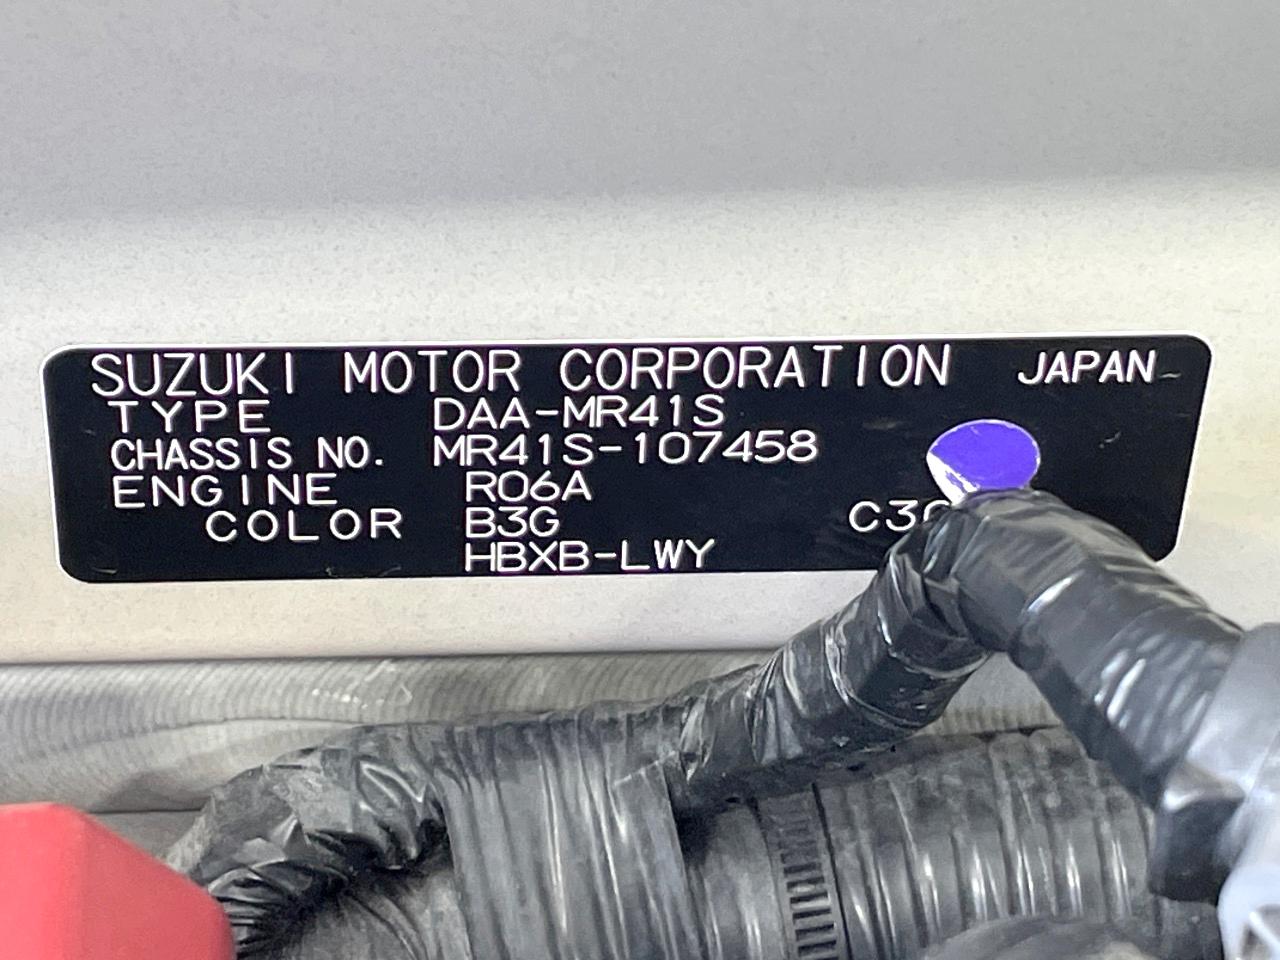 SUZUKI MOTOR CORPORATION JAPAN
TYPE DAA-MR41S
CHASSIS NO. MR41S-107458
ENGINE R06A
COLOR B3G
HBXB-LWY